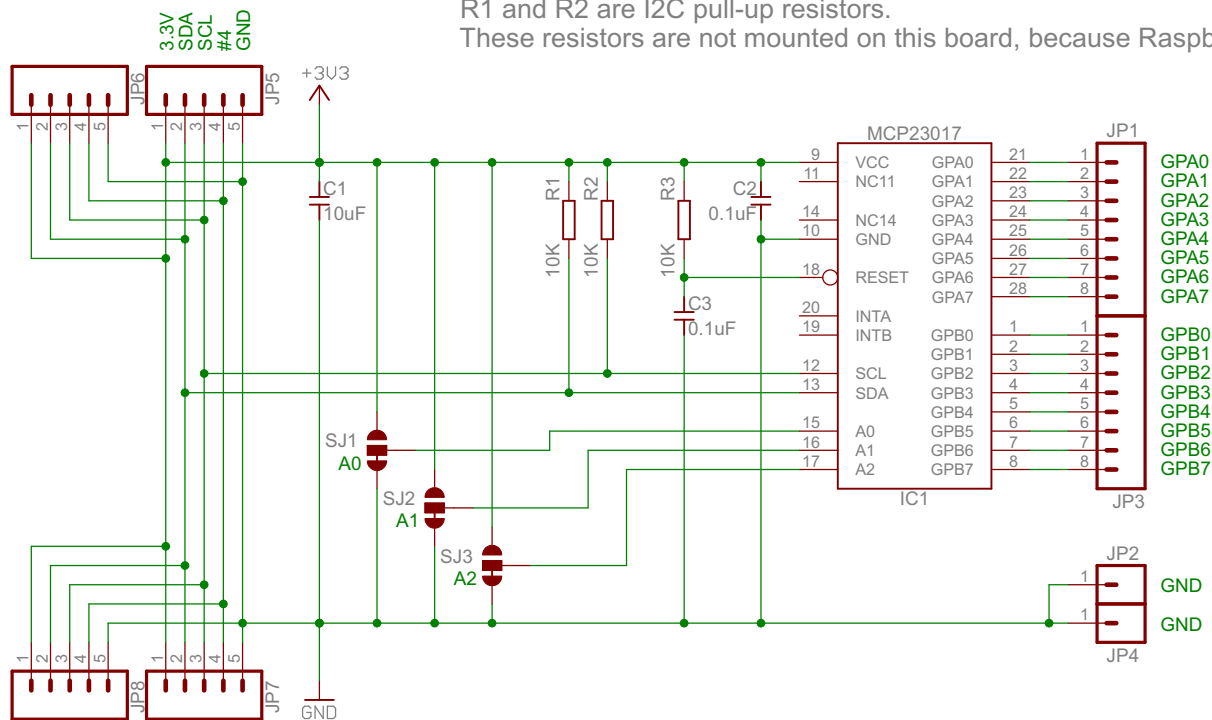 R1 and R2 are I2C pull-up resistors.
These resistors are not mounted on this board, because
3.3V
SDA
SCL
#4
GND
JP6
JP5
1 2 3 4 5
1 2 3 4 5
+3V3
C1
10uF
R1
10K
R2
10K
R3
10K
C2
0.1uF
C3
0.1uF
MCP23017
9 VCC GPA0 21
11 NC11 GPA1 22
GPA2 23
14 NC14 GPA3 24
10 GND GPA4 25
GPA5 26
18 RESET GPA6 27
GPA7 28
20 INTA
19 INTB GPB0 1
GPB1 2
12 SCL GPB2 3
13 SDA GPB3 4
GPB4 5
15 A0 GPB5 6
16 A1 GPB6 7
17 A2 GPB7 8
IC1
JP1
1 GPA0
2 GPA1
3 GPA2
4 GPA3
5 GPA4
6 GPA5
7 GPA6
8 GPA7
1 GPB0
2 GPB1
3 GPB2
4 GPB3
5 GPB4
6 GPB5
7 GPB6
8 GPB7
JP3
SJ1
A0
SJ2
A1
SJ3
A2
JP2
1 GND
1 GND
JP4
1 2 3 4 5
1 2 3 4 5
JP8
JP7
GND